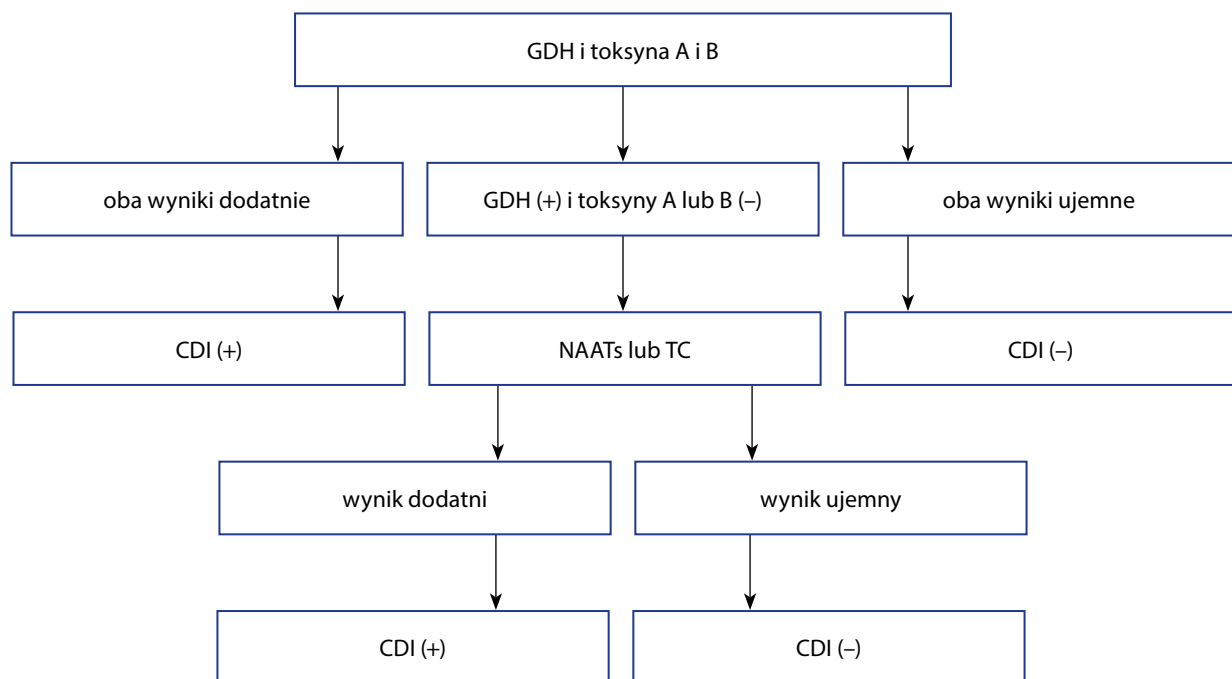 GDH i toksyna A i B
oba wyniki dodatnie
GDH (+) i toksyny A lub B (–)
oba wyniki ujemne
CDI (+)
NAATs lub TC
CDI (–)
wynik dodatni
wynik ujemny
CDI (+)
CDI (–)